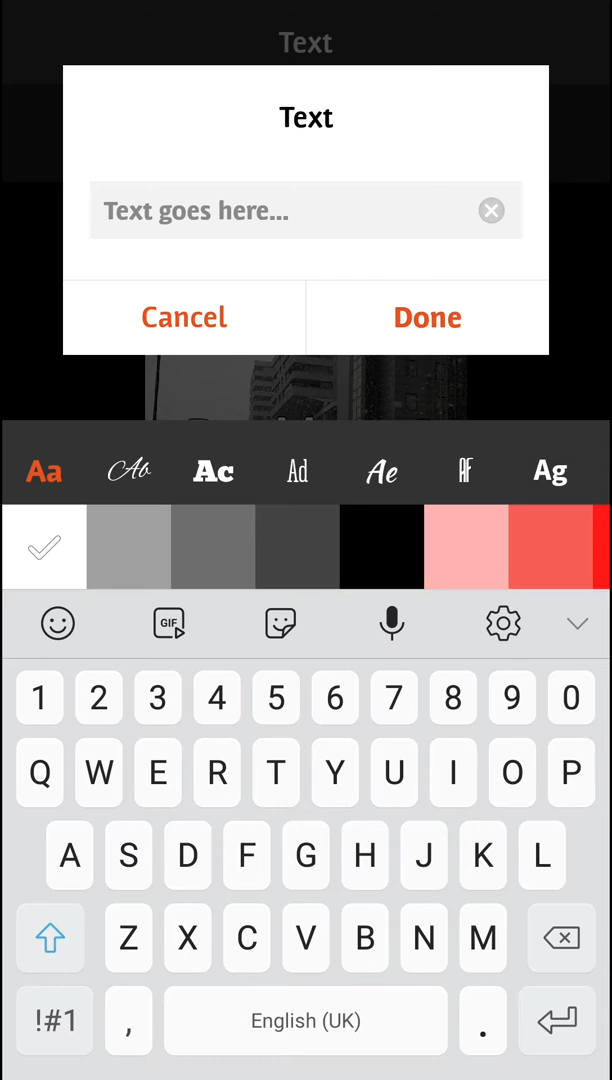 Text
Text
Text goes here...
Cancel Done
Aa Ab Ac Ad Ae Af Ag
GIF
1 2 3 4 5 6 7 8 9 0
Q W E R T Y U I O P
A S D F G H J K L
Z X C V B N M
!#1 , English (UK) .